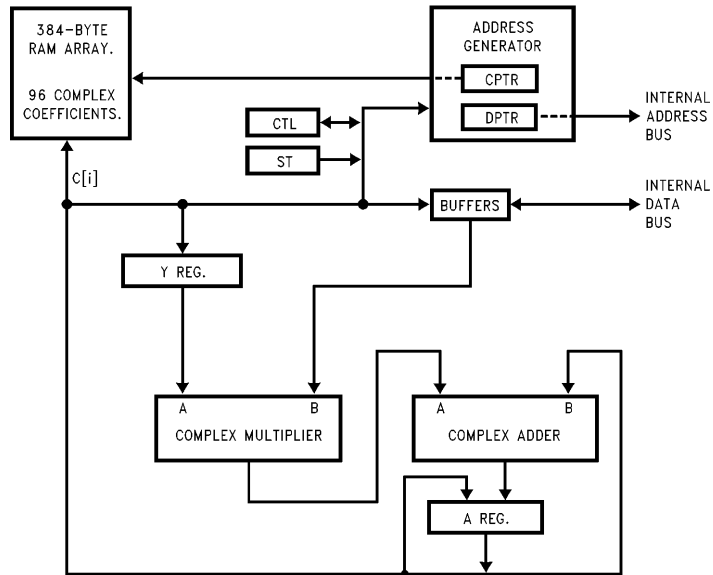 384-BYTE
RAM ARRAY.
96 COMPLEX
COEFFICIENTS.
ADDRESS
GENERATOR
CPTR
DPTR
INTERNAL
ADDRESS
BUS
CTL
ST
C[i]
BUFFERS
INTERNAL
DATA
BUS
Y REG.
A
B
COMPLEX MULTIPLIER
A
B
COMPLEX ADDER
A REG.